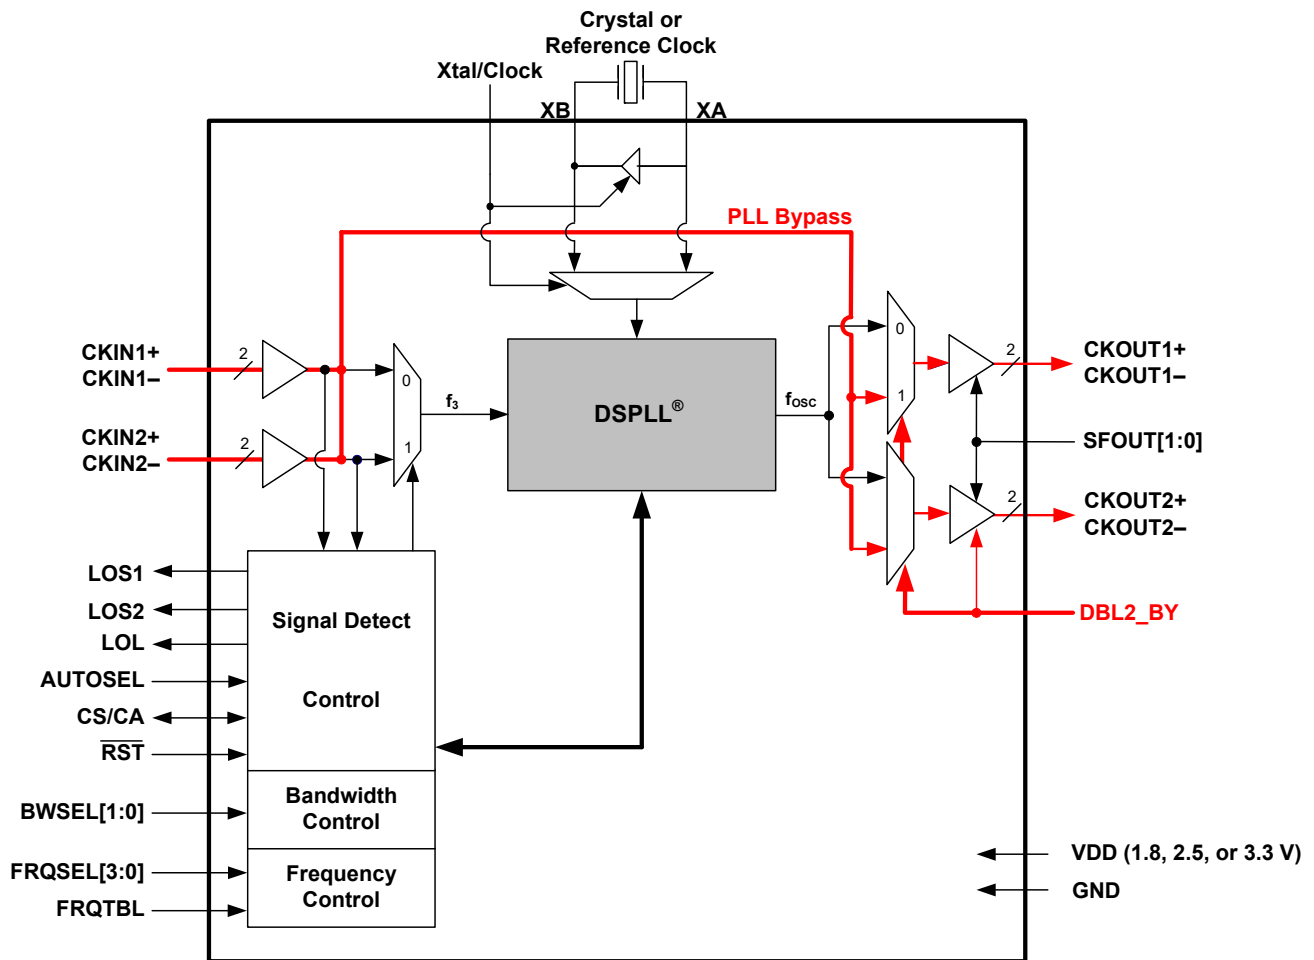 Crystal or
Reference Clock
Xtal/Clock
XB
XA
PLL Bypass
CKIN1+
CKIN1–
2
CKIN2+
CKIN2–
2
0
1
f3
DSPLL®
fOSC
0
1
2
CKOUT1+
CKOUT1–
SFOUT[1:0]
2
CKOUT2+
CKOUT2–
DBL2_BY
LOS1
LOS2
LOL
AUTOSEL
CS/CA
RST
BWSEL[1:0]
FRQSEL[3:0]
FRQTBL
Signal Detect
Control
Bandwidth
Control
Frequency
Control
VDD (1.8, 2.5, or 3.3 V)
GND